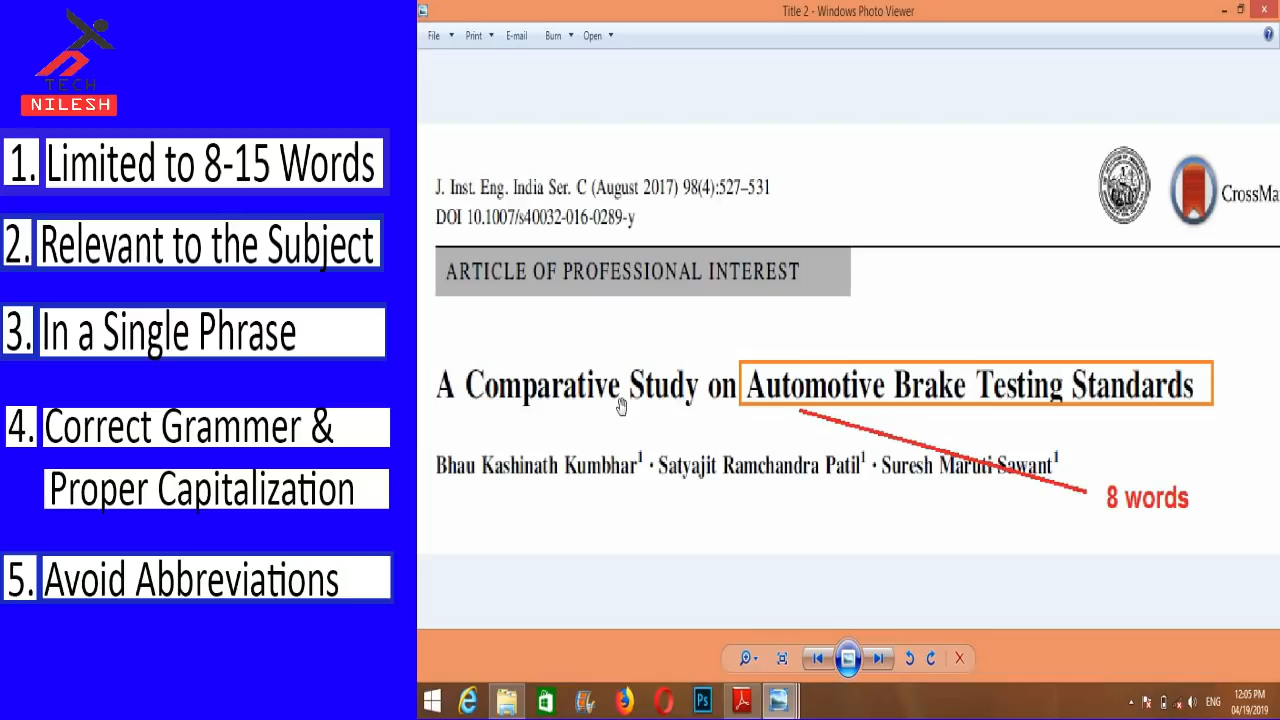 TECH
NILESH
1. Limited to 8-15 Words
2. Relevant to the Subject
3. In a Single Phrase
4. Correct Grammer &
Proper Capitalization
5. Avoid Abbreviations
Title 2 - Windows Photo Viewer
File Print E-mail Burn Open
J. Inst. Eng. India Ser. C (August 2017) 98(4):527–531
DOI 10.1007/s40032-016-0289-y
CrossMa
ARTICLE OF PROFESSIONAL INTEREST
A Comparative Study on Automotive Brake Testing Standards
Bhau Kashinath Kumbhar1 · Satyajit Ramchandra Patil1 · Suresh Maruti Sawant1
8 words
Ps
ENG
12:05 PM
04/19/2019